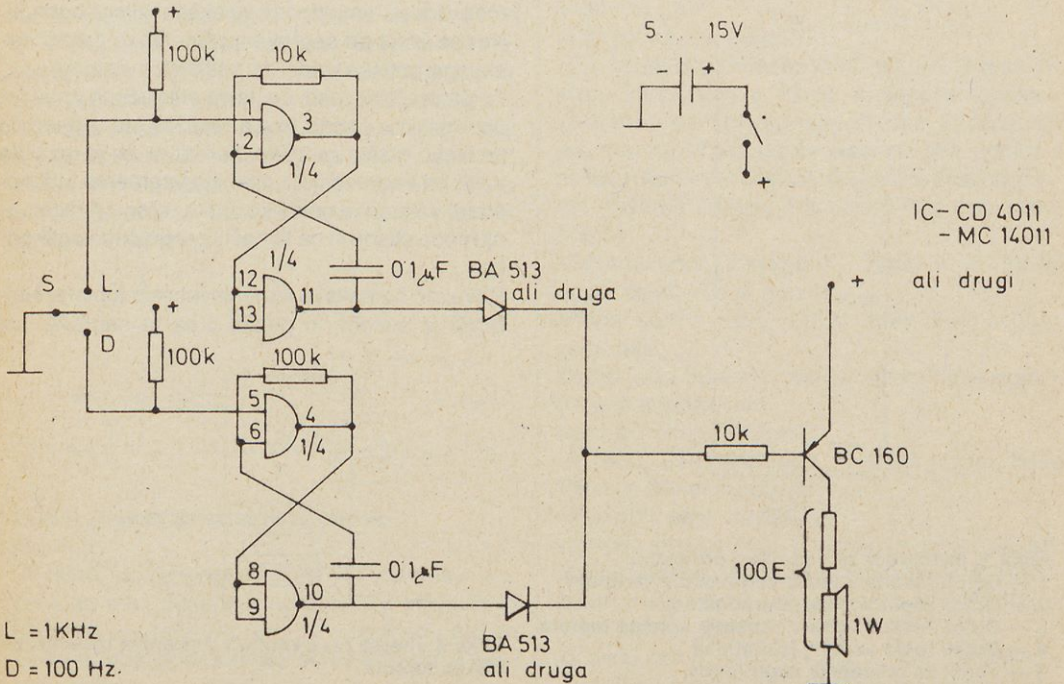 +
100k
10k
1
2
3
1/4
5... 15V
-
+
+
IC- CD 4011
- MC 14011
ali drugi
+
S
L
D
+
100k
12
13
1/4
11
0.1µF
BA 513
ali druga
100k
5
6
4
1/4
10k
BC 160
8
9
10
1/4
0.1µF
BA 513
ali druga
100E
1W
L = 1KHz
D = 100 Hz.